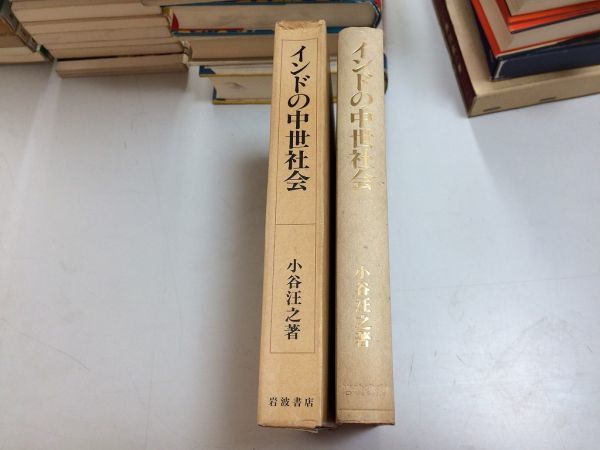 インドの中世社会
小谷汪之著
岩波書店
インドの中世社会
小谷汪之著